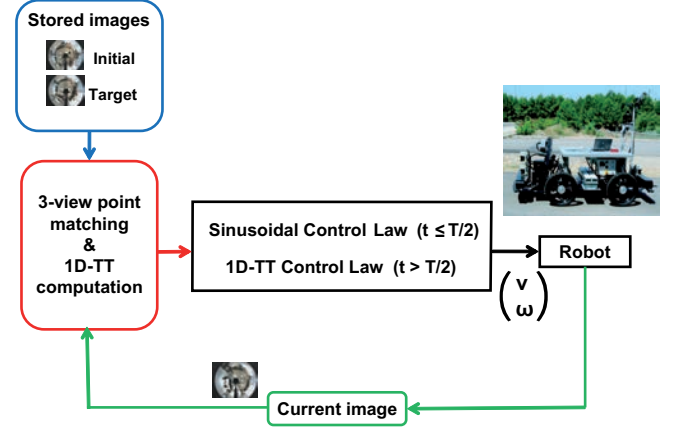 Stored images
Initial
Target
3-view point
matching
&
1D-TT
computation
Sinusoidal Control Law (t ≤ T/2)
1D-TT Control Law (t > T/2)
Robot
v
ω
Current image